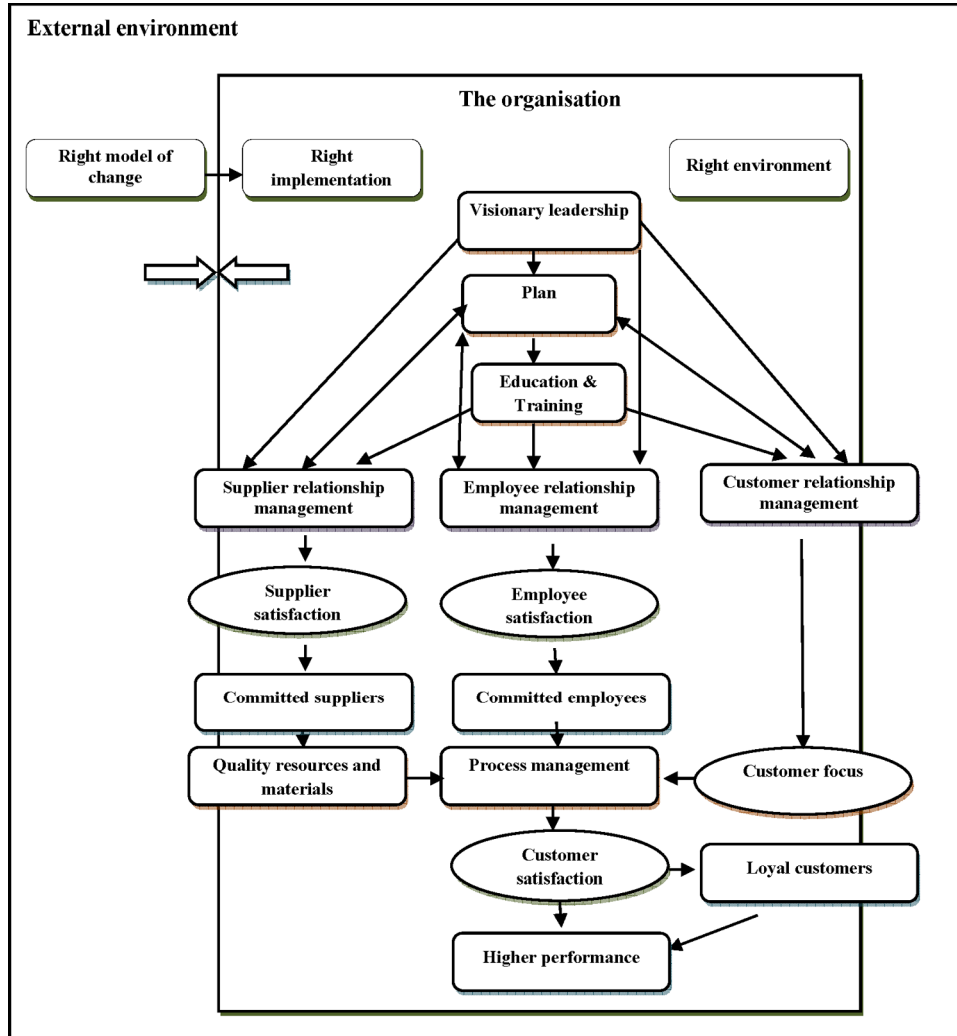 External environment
The organisation
Right model of
change
Right
implementation
Right environment
Visionary leadership
Plan
Education &
Training
Supplier relationship
management
Employee relationship
management
Customer relationship
management
Supplier
satisfaction
Employee
satisfaction
Committed suppliers
Committed employees
Quality resources and
materials
Process management
Customer focus
Customer
satisfaction
Loyal customers
Higher performance